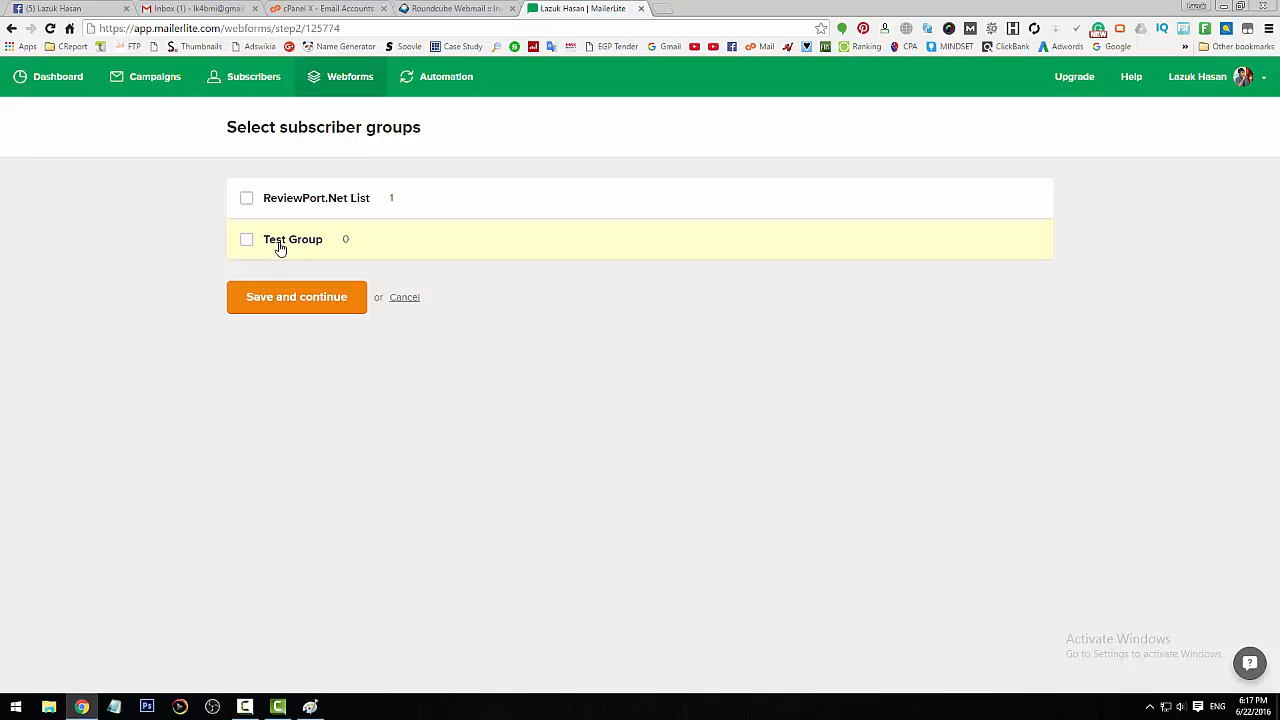 (5) Lazuk Hasan
Inbox (1) - lk4bmi@gmail
cPanel X - Email Accounts
Roundcube Webmail :: In
Lazuk Hasan | MailerLite
https://app.mailerlite.com/webforms/step2/125774
Apps CReport FTP Thumbnails Adswikia Name Generator Soovle Case Study EGP Tender Gmail Mail Ranking CPA MINDSET ClickBank Adwords Google » Other bookmarks
Dashboard Campaigns Subscribers Webforms Automation Upgrade Help Lazuk Hasan
Select subscriber groups
ReviewPort.Net List 1
Test Group 0
Save and continue or Cancel
Activate Windows
Go to Settings to activate Windows.
ENG
6:17 PM
6/22/2016